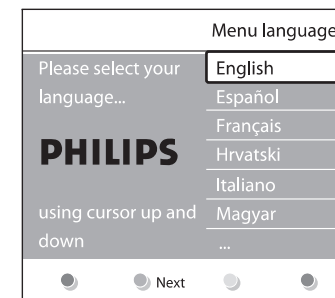 Menu language
Please select your
language...
PHILIPS
using cursor up and
down
English
Español
Français
Hrvatski
Italiano
Magyar
...
Next